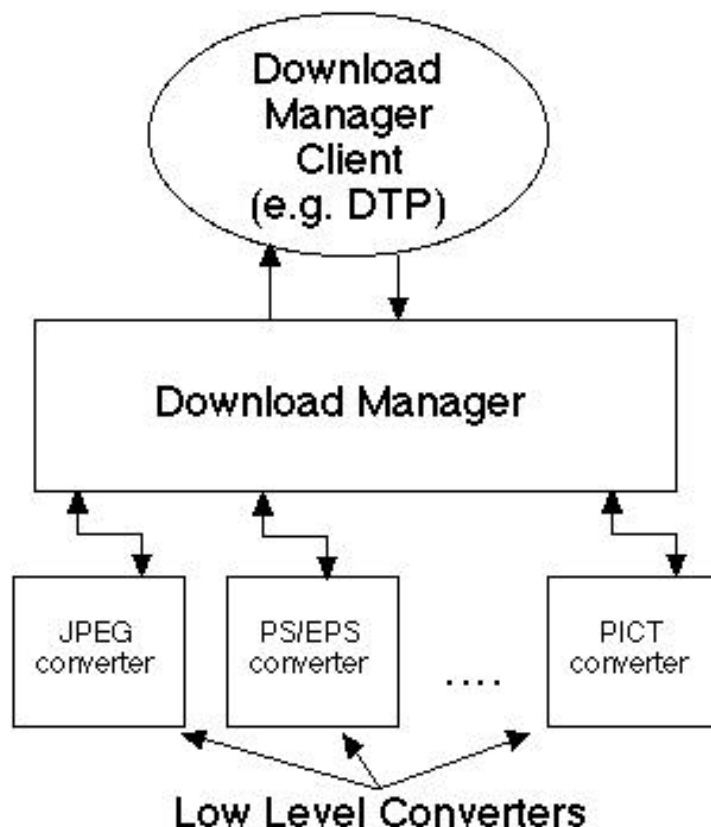 Download
Manager
Client
(e.g. DTP)
Download Manager
JPEG
converter
PS/EPS
converter
....
PICT
converter
Low Level Converters